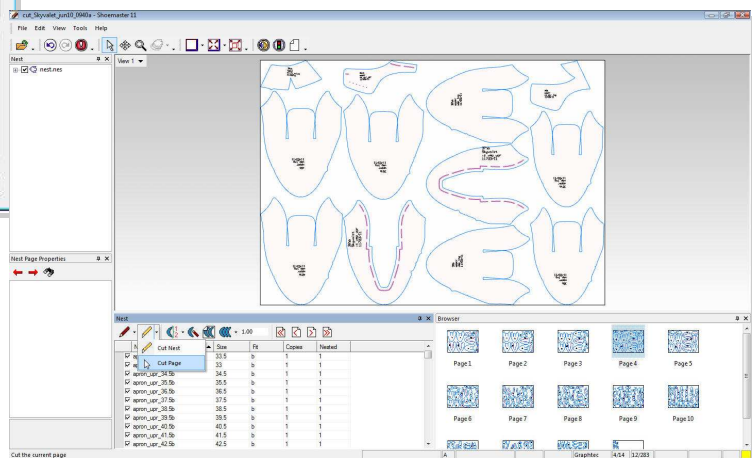 cut_Skyvalet_jun10_0940a - Shoemaster 11
File Edit View Tools Help
Nest
nest.nes
View 1
Nest Page Properties
Nest
1.00
Cut Nest
Cut Page
Size Fit Copies Nested
33.5 b 1 1
33 b 1 1
apron_upr_34.5b 34.5 b 1 1
apron_upr_35.5b 35.5 b 1 1
apron_upr_36.5b 36.5 b 1 1
apron_upr_37.5b 37.5 b 1 1
apron_upr_38.5b 38.5 b 1 1
apron_upr_39.5b 39.5 b 1 1
apron_upr_40.5b 40.5 b 1 1
apron_upr_41.5b 41.5 b 1 1
apron_upr_42.5b 42.5 b 1 1
Browser
Page 1 Page 2 Page 3 Page 4 Page 5
Page 6 Page 7 Page 8 Page 9 Page 10
Cut the current page
A Graphtec 4/14 12/283